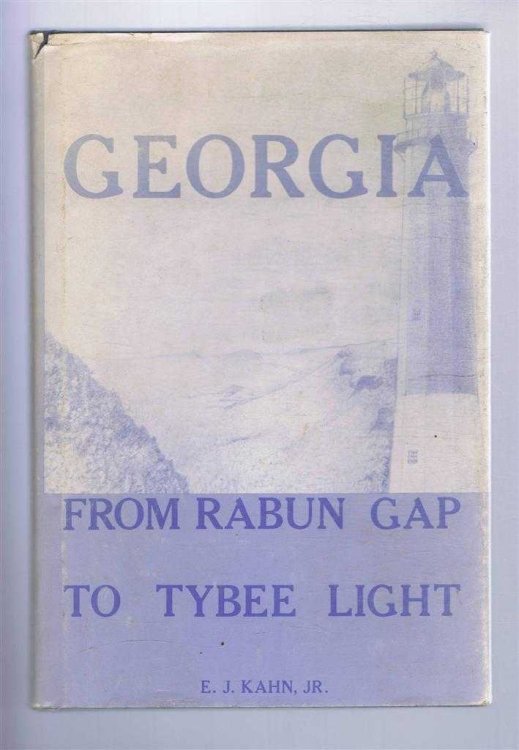 GEORGIA
FROM RABUN GAP
TO TYBEE LIGHT
E. J. KAHN, JR.